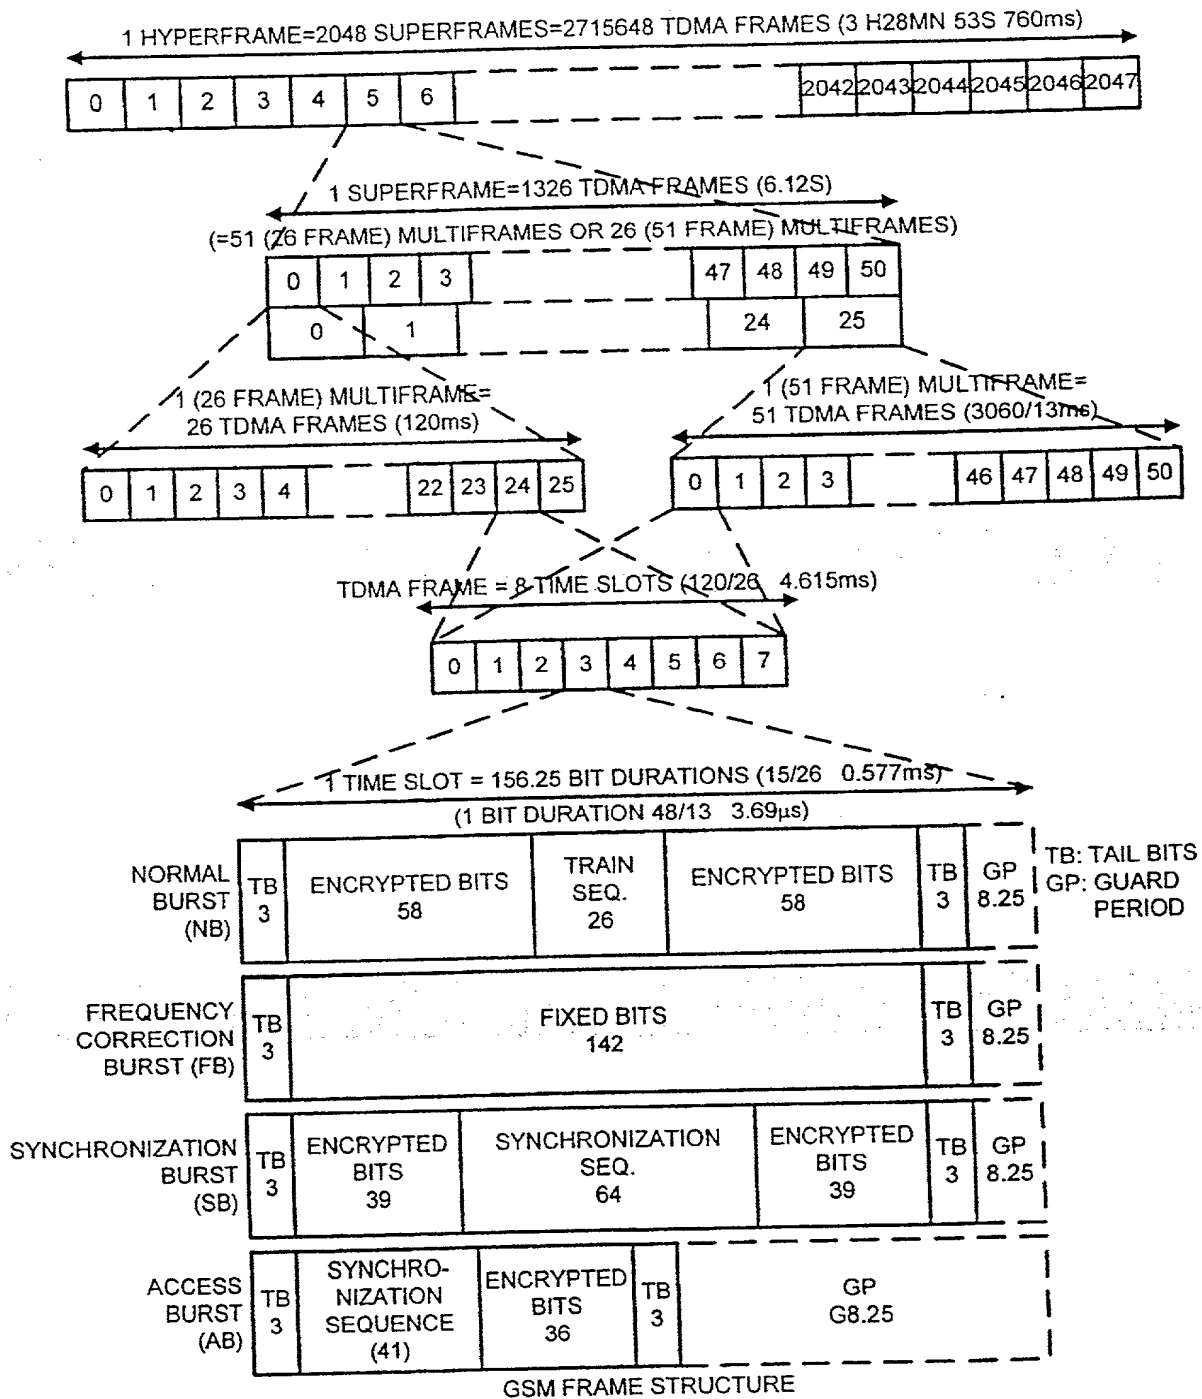 1 HYPERFRAME=2048 SUPERFRAMES=2715648 TDMA FRAMES (3 H28MN 53S 760ms)
0 1 2 3 4 5 6 2042 2043 2044 2045 2046 2047
1 SUPERFRAME=1326 TDMA FRAMES (6.12S)
(=51 (26 FRAME) MULTIFRAMES OR 26 (51 FRAME) MULTIFRAMES)
0 1 2 3 47 48 49 50
0 1 24 25
1 (26 FRAME) MULTIFRAME=
26 TDMA FRAMES (120ms)
1 (51 FRAME) MULTIFRAME=
51 TDMA FRAMES (3060/13ms)
0 1 2 3 4 22 23 24 25
0 1 2 3 46 47 48 49 50
TDMA FRAME = 8 TIME SLOTS (120/26 4.615ms)
0 1 2 3 4 5 6 7
1 TIME SLOT = 156.25 BIT DURATIONS (15/26 0.577ms)
(1 BIT DURATION 48/13 3.69µs)
NORMAL
BURST
(NB)
TB
3
ENCRYPTED BITS
58
TRAIN
SEQ.
26
ENCRYPTED BITS
58
TB
3
GP
8.25
TB: TAIL BITS
GP: GUARD
PERIOD
FREQUENCY
CORRECTION
BURST (FB)
TB
3
FIXED BITS
142
TB
3
GP
8.25
SYNCHRONIZATION
BURST
(SB)
TB
3
ENCRYPTED
BITS
39
SYNCHRONIZATION
SEQ.
64
ENCRYPTED
BITS
39
TB
3
GP
8.25
ACCESS
BURST
(AB)
TB
3
SYNCHRO-
NIZATION
SEQUENCE
(41)
ENCRYPTED
BITS
36
TB
3
GP
G8.25
GSM FRAME STRUCTURE